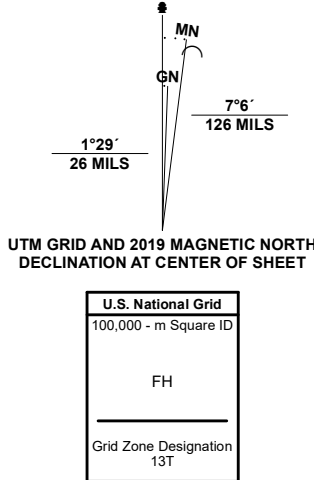 MN
GN
7°6´
126 MILS
1°29´
26 MILS
UTM GRID AND 2019 MAGNETIC NORTH
DECLINATION AT CENTER OF SHEET
U.S. National Grid
100,000 - m Square ID
FH
Grid Zone Designation
13T